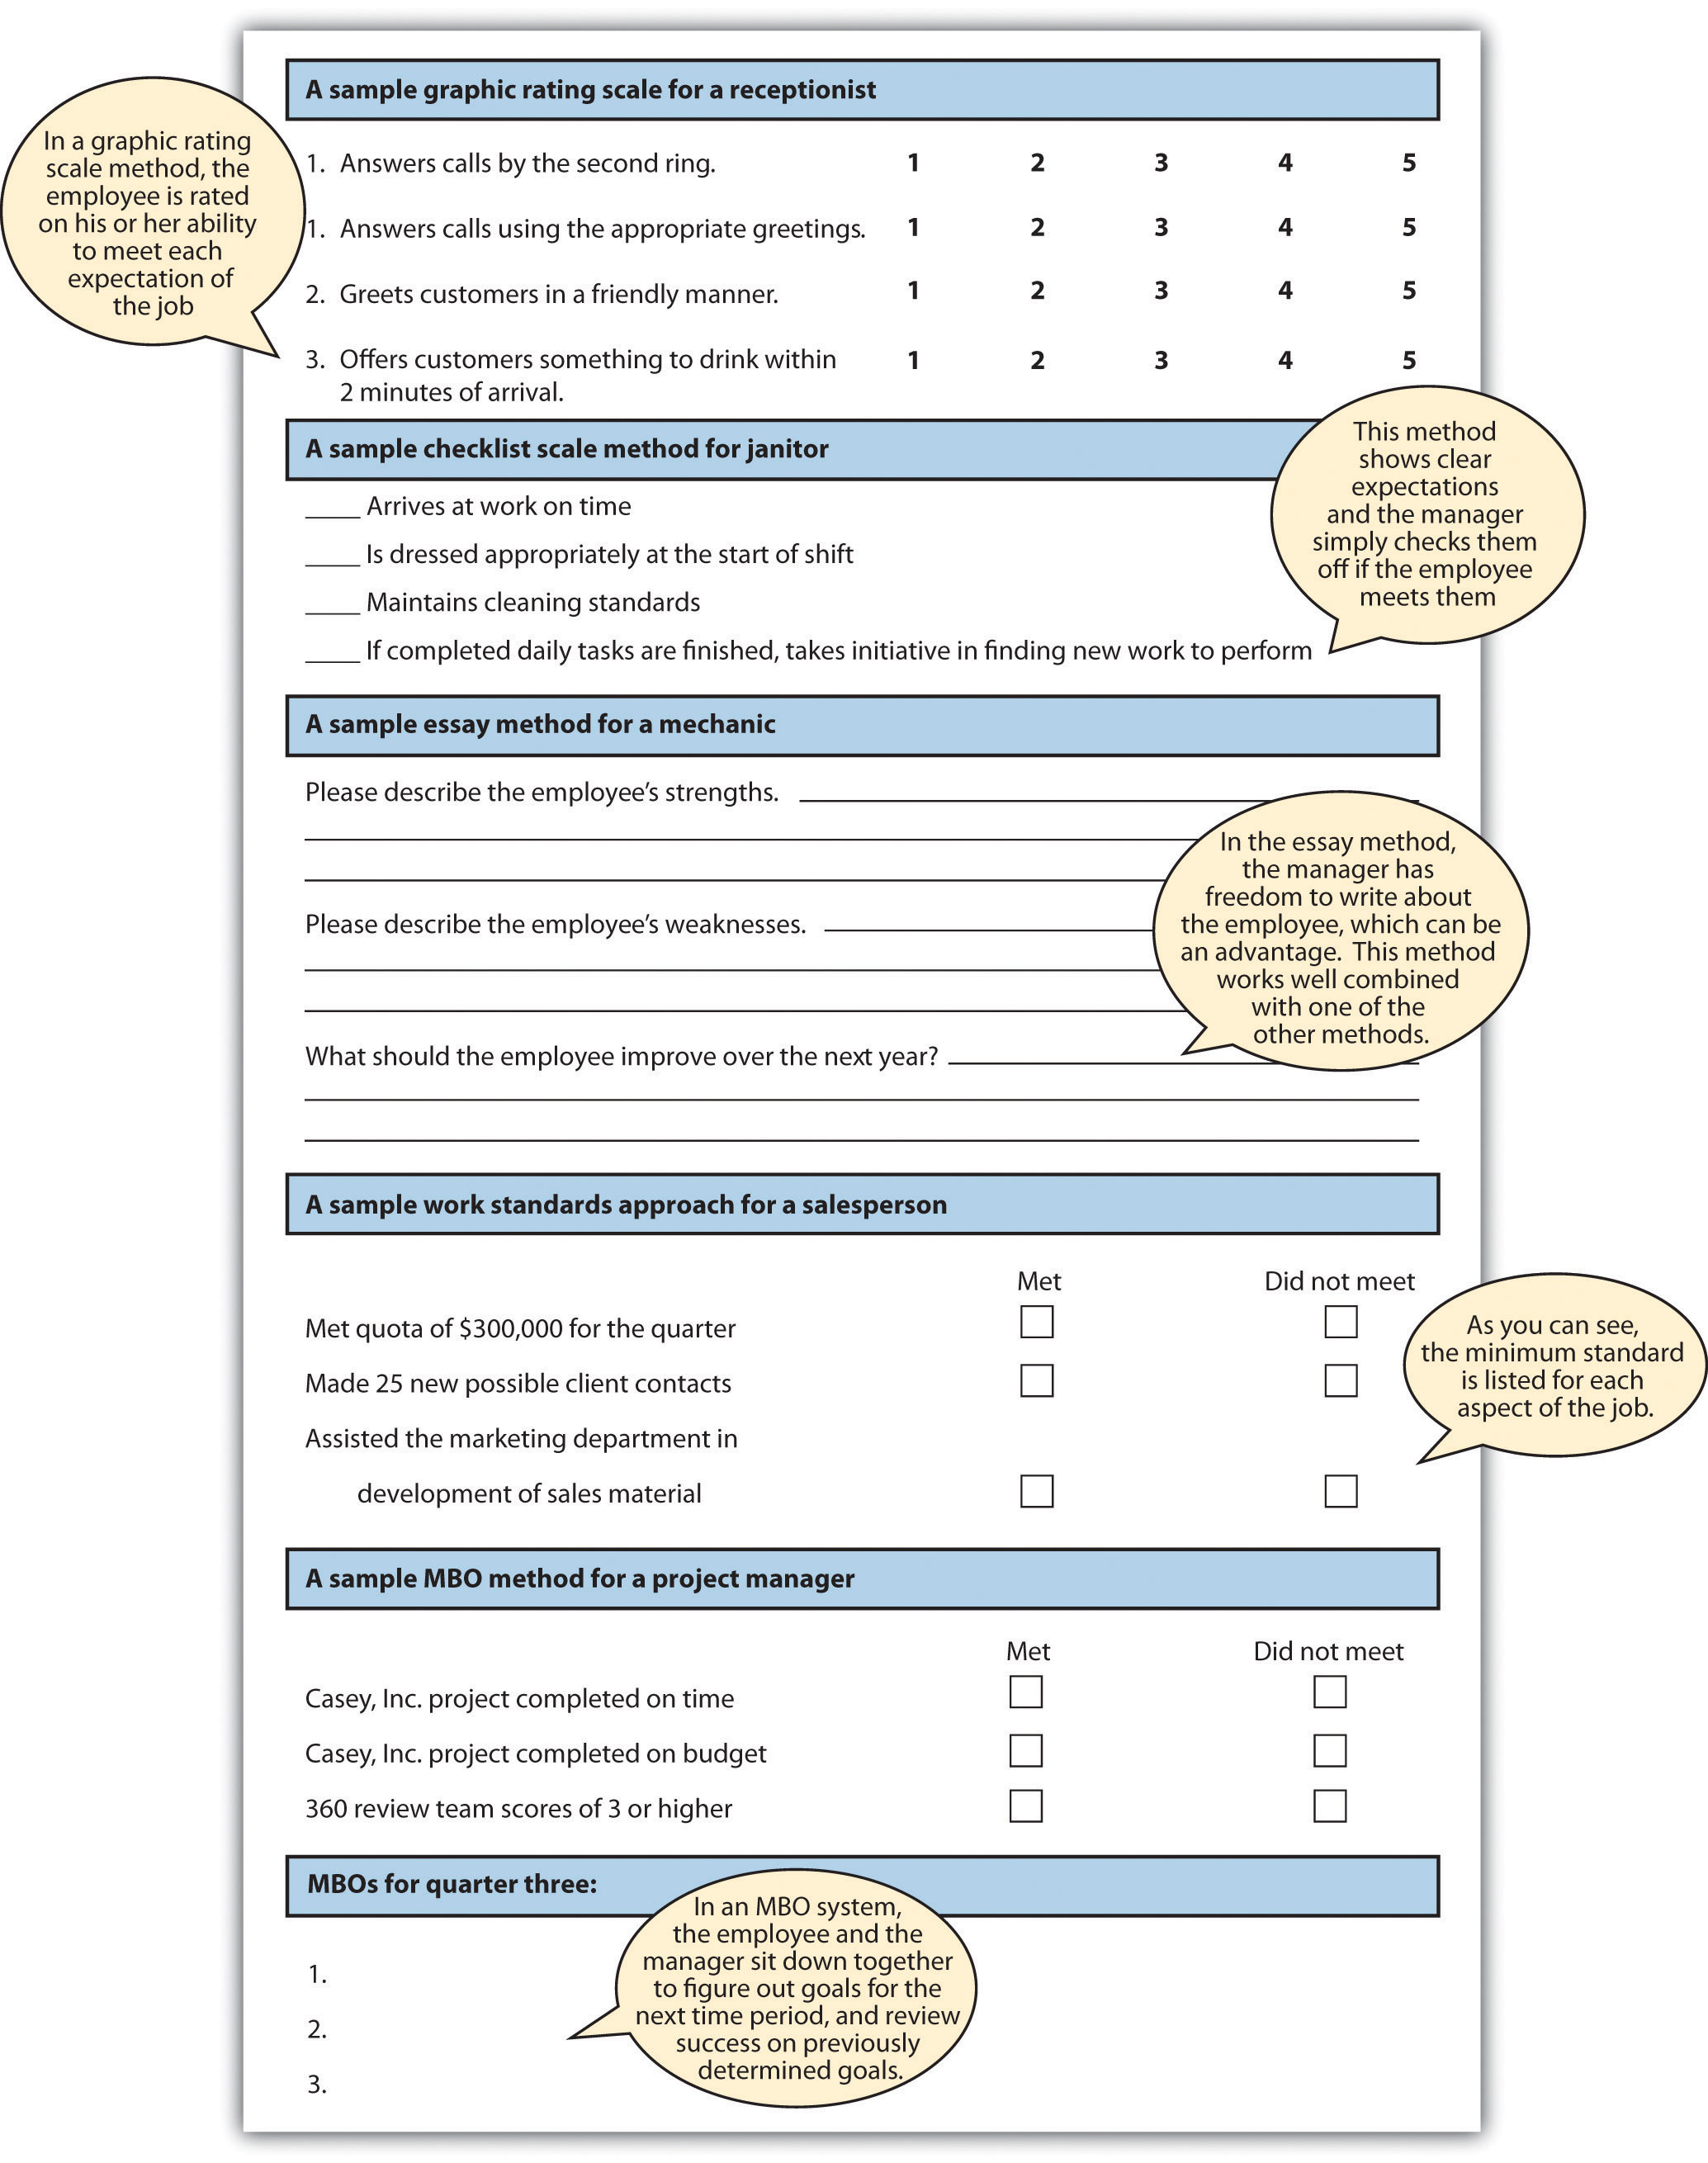 A sample graphic rating scale for a receptionist
In a graphic rating
scale method, the
employee is rated
on his or her ability
to meet each
expectation of
the job
1. Answers calls by the second ring. 1 2 3 4 5
1. Answers calls using the appropriate greetings. 1 2 3 4 5
2. Greets customers in a friendly manner. 1 2 3 4 5
3. Offers customers something to drink within 1 2 3 4 5
2 minutes of arrival.
A sample checklist scale method for janitor
This method
shows clear
expectations
and the manager
simply checks them
off if the employee
meets them
____ Arrives at work on time
____ Is dressed appropriately at the start of shift
____ Maintains cleaning standards
____ If completed daily tasks are finished, takes initiative in finding new work to perform
A sample essay method for a mechanic
Please describe the employee’s strengths.
Please describe the employee’s weaknesses.
What should the employee improve over the next year?
In the essay method,
the manager has
freedom to write about
the employee, which can be
an advantage. This method
works well combined
with one of the
other methods.
A sample work standards approach for a salesperson
Met Did not meet
Met quota of $300,000 for the quarter
Made 25 new possible client contacts
Assisted the marketing department in
development of sales material
As you can see,
the minimum standard
is listed for each
aspect of the job.
A sample MBO method for a project manager
Met Did not meet
Casey, Inc. project completed on time
Casey, Inc. project completed on budget
360 review team scores of 3 or higher
MBOs for quarter three:
1.
2.
3.
In an MBO system,
the employee and the
manager sit down together
to figure out goals for the
next time period, and review
success on previously
determined goals.